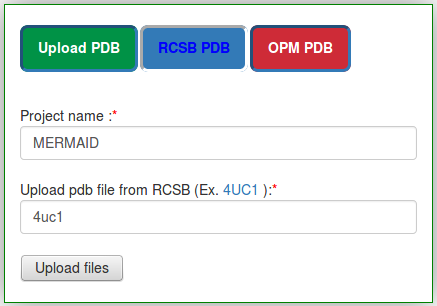 Upload PDB RCSB PDB OPM PDB
Project name :*
MERMAID
Upload pdb file from RCSB (Ex. 4UC1 ):*
4uc1
Upload files